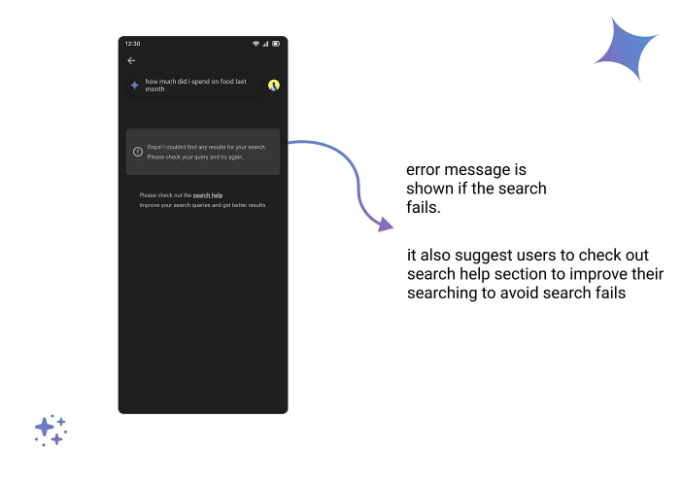 12:30
how much did i spend on food last
month
Oops! I couldn't find any results for your search.
Please check your query and try again.
Please check out the search help
Improve your search queries and get better results.
error message is
shown if the search
fails.
it also suggest users to check out
search help section to improve their
searching to avoid search fails